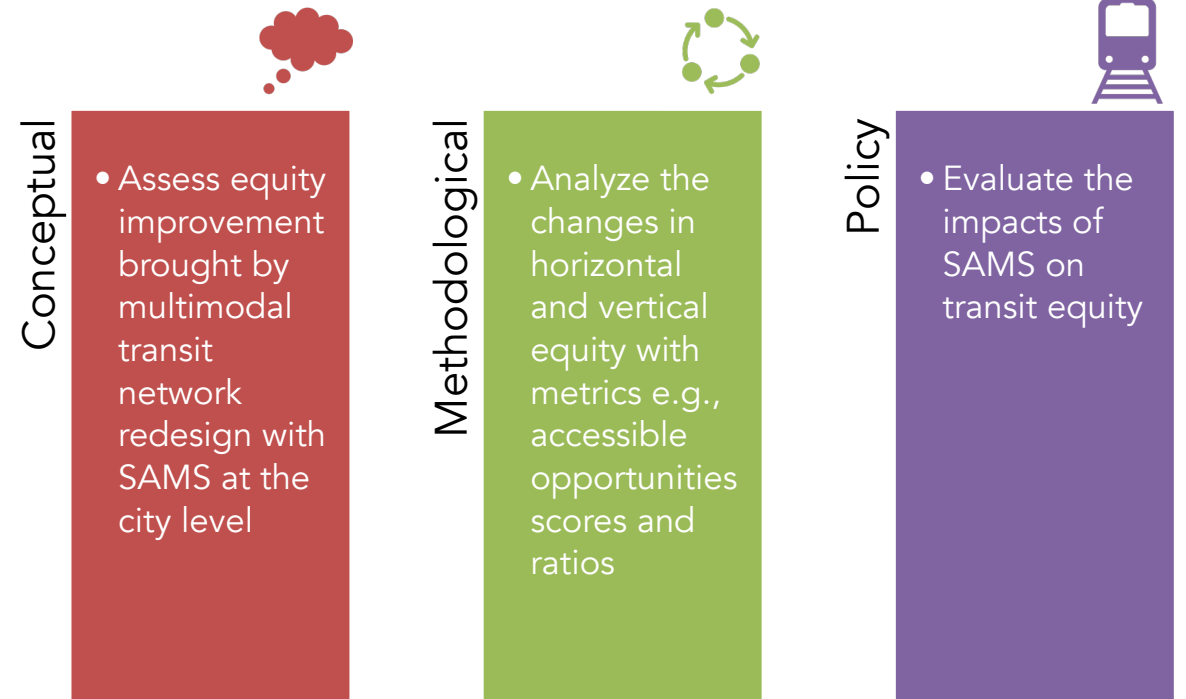 Conceptual
• Assess equity
improvement
brought by
multimodal
transit
network
redesign with
SAMS at the
city level
Methodological
• Analyze the
changes in
horizontal
and vertical
equity with
metrics e.g.,
accessible
opportunities
scores and
ratios
Policy
• Evaluate the
impacts of
SAMS on
transit equity